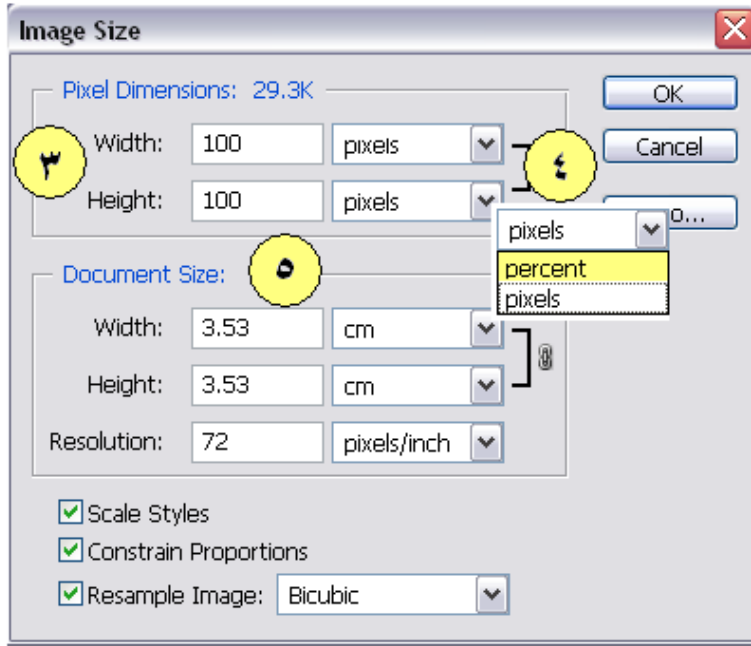 Image Size
Pixel Dimensions: 29.3K
OK
٣
Width: 100 pixels
٤
Cancel
Height: 100 pixels
o...
pixels
percent
pixels
Document Size:
٥
Width: 3.53 cm
Height: 3.53 cm
Resolution: 72 pixels/inch
Scale Styles
Constrain Proportions
Resample Image: Bicubic